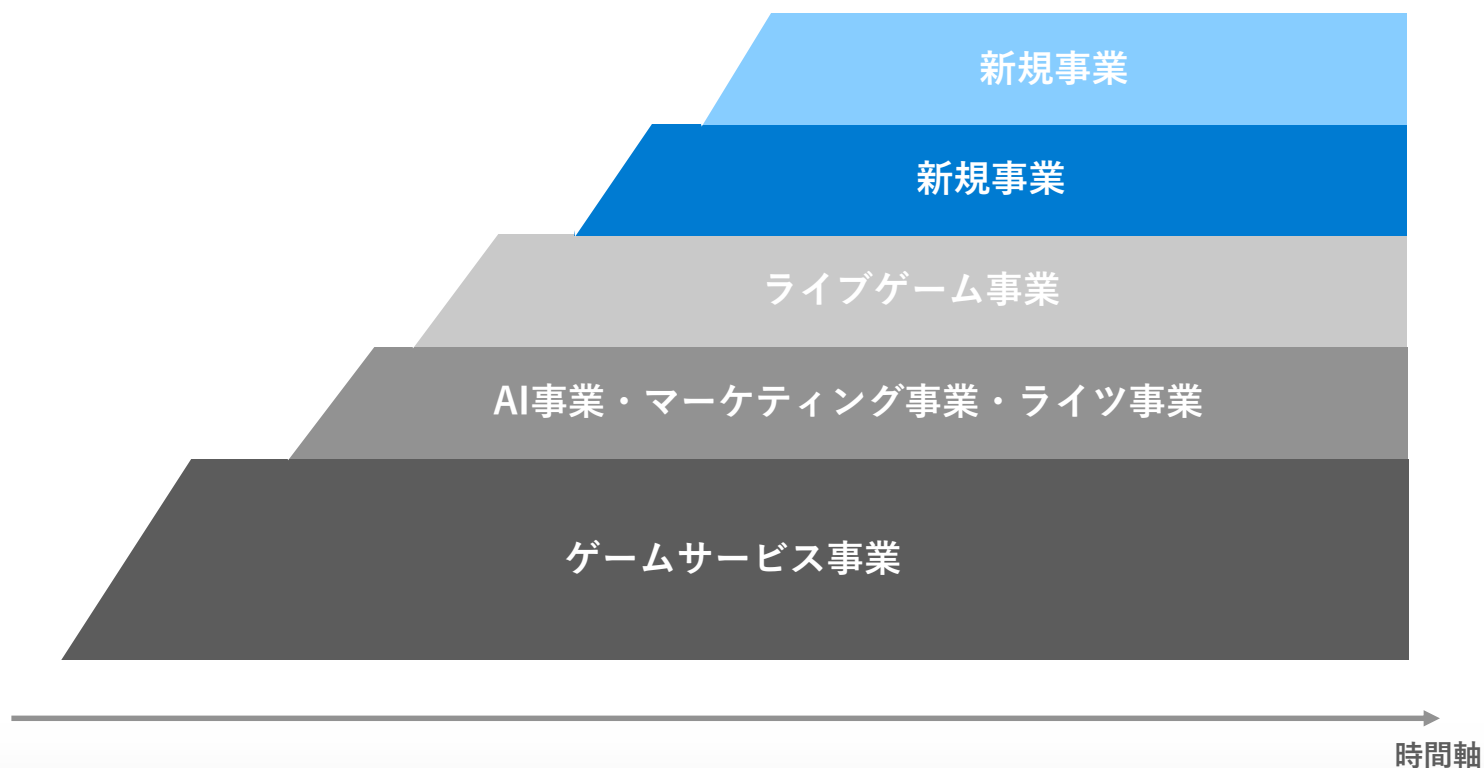 新規事業
新規事業
ライブゲーム事業
AI事業・マーケティング事業・ライツ事業
ゲームサービス事業
時間軸